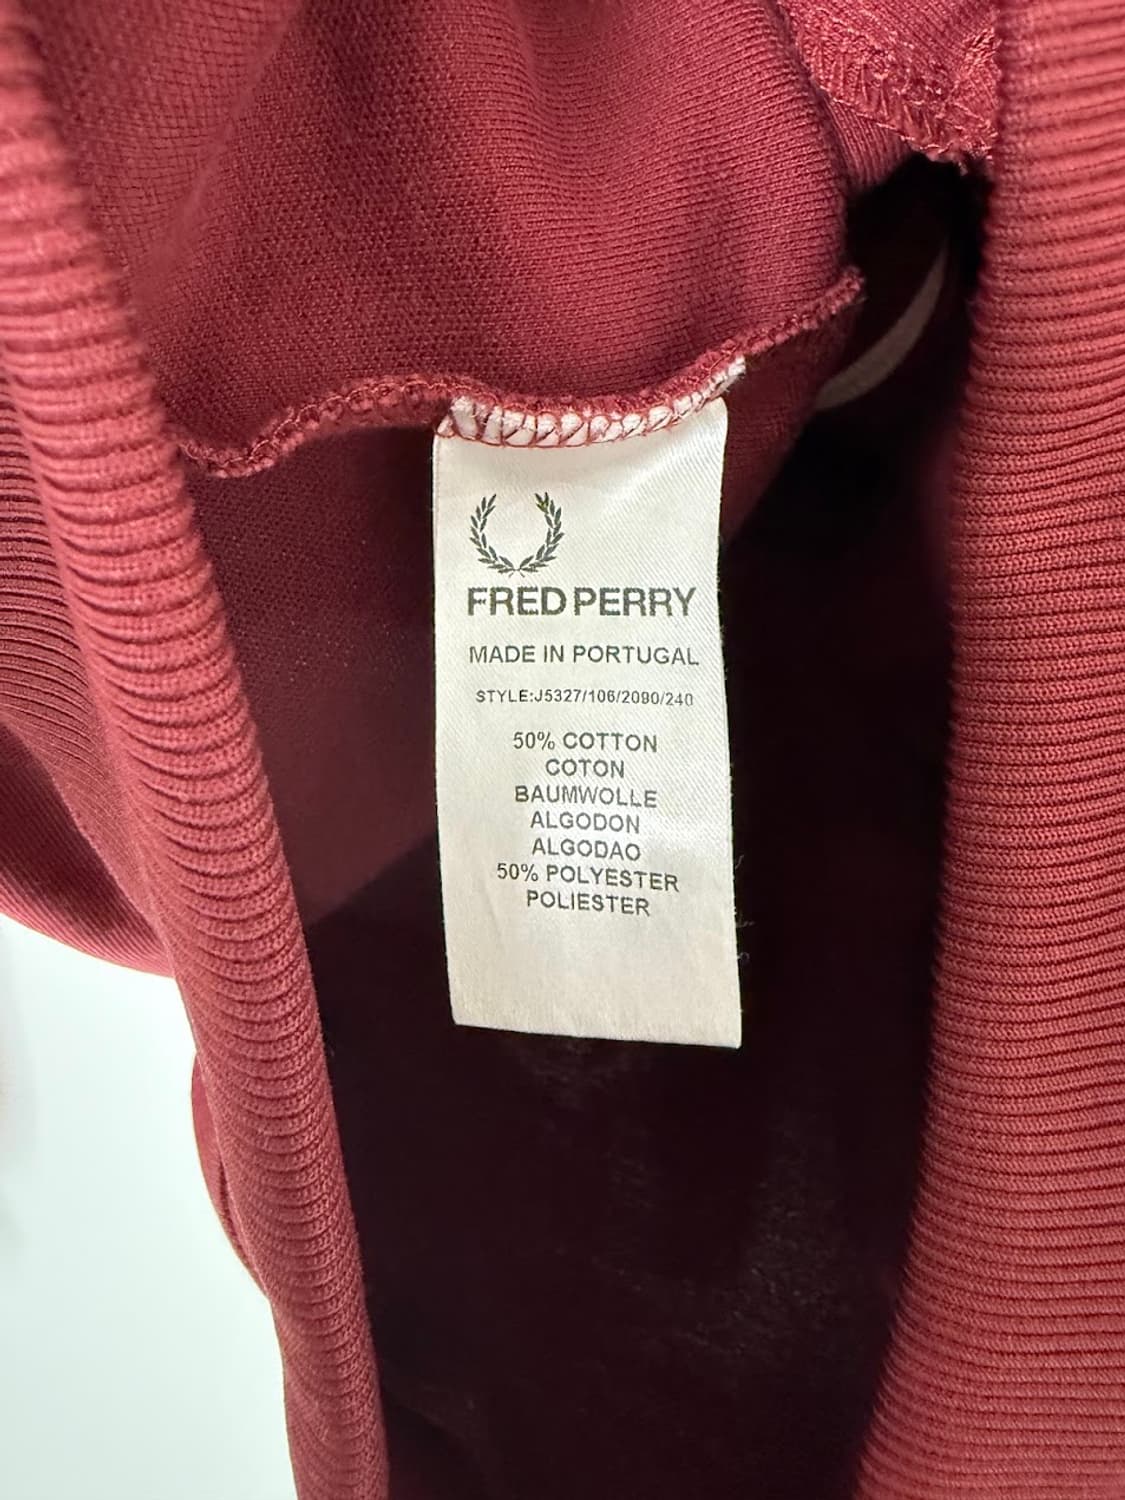 FRED PERRY
MADE IN PORTUGAL
STYLE:J5327/106/2090/240
50% COTTON
COTON
BAUMWOLLE
ALGODON
ALGODAO
50% POLYESTER
POLIESTER